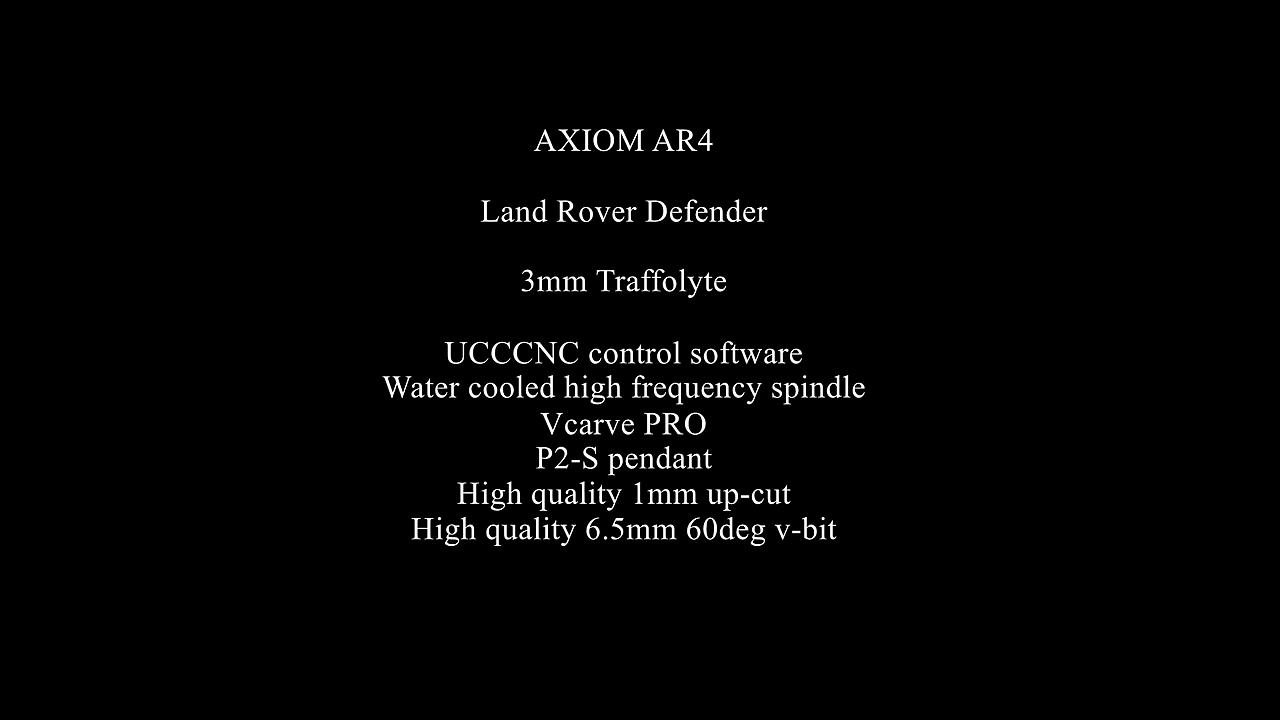 AXIOM AR4
Land Rover Defender
3mm Traffolyte
UCCCNC control software
Water cooled high frequency spindle
Vcarve PRO
P2-S pendant
High quality 1mm up-cut
High quality 6.5mm 60deg v-bit